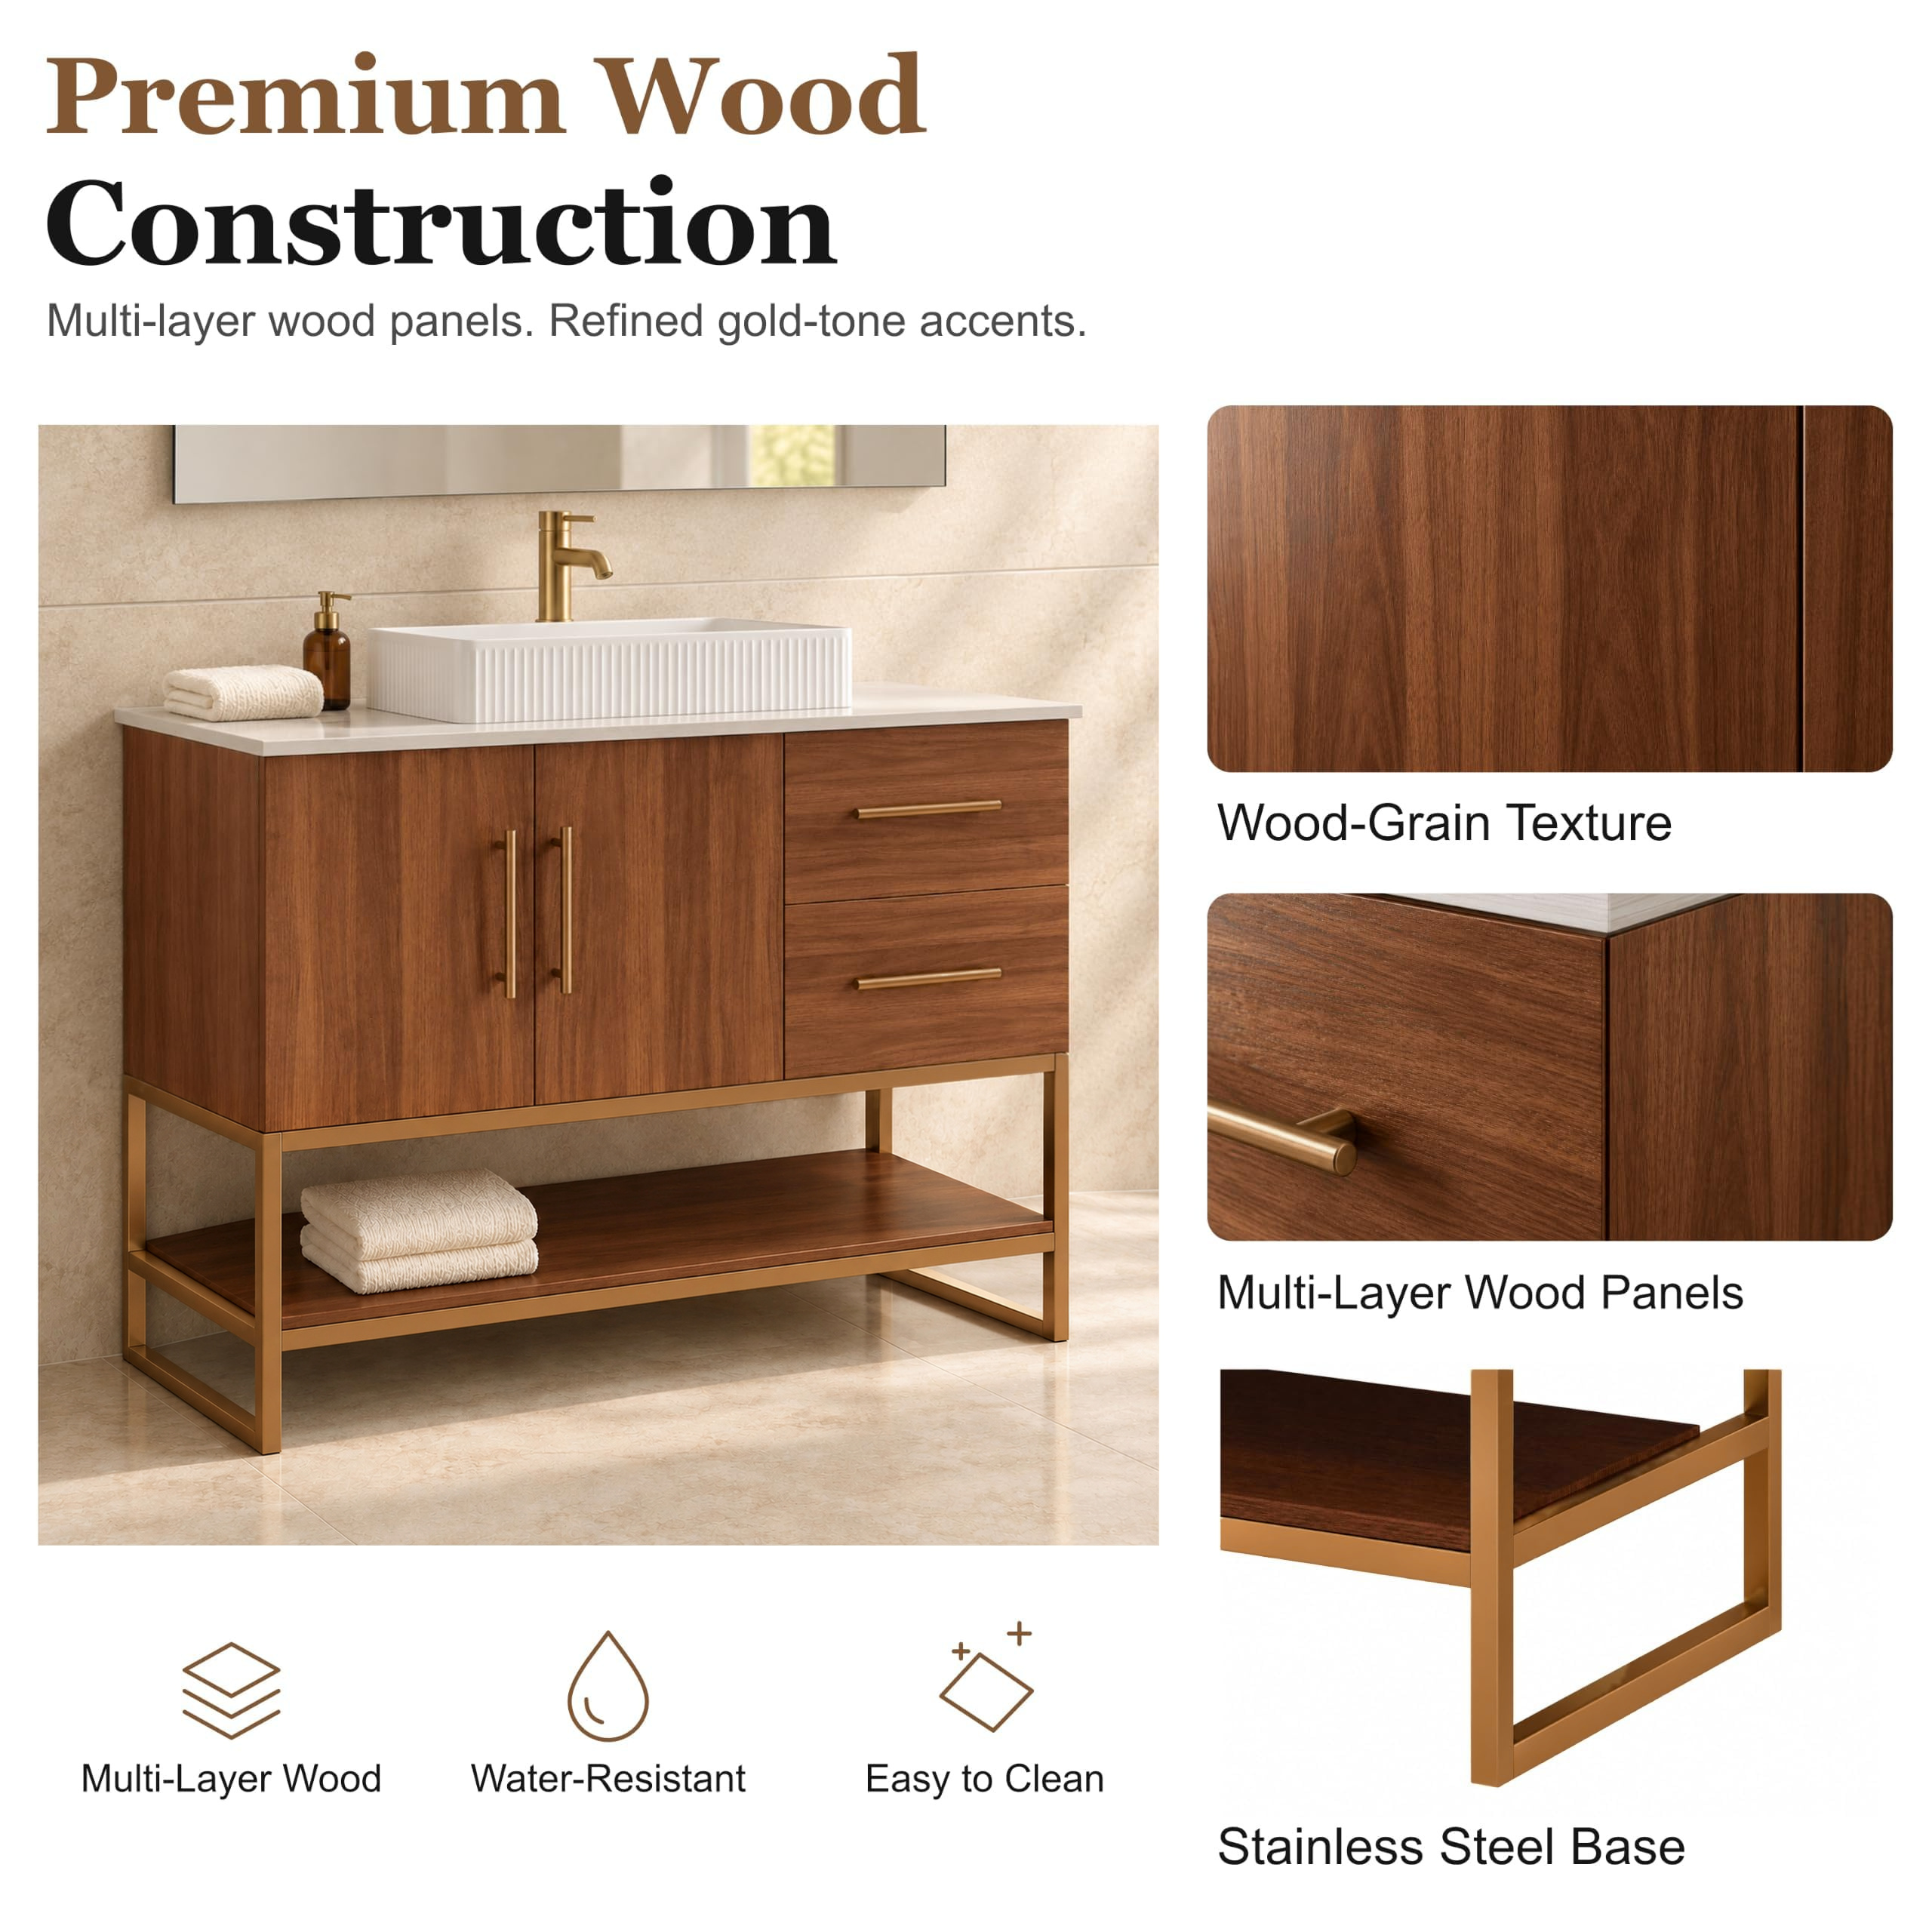 Premium Wood
Construction
Multi-layer wood panels. Refined gold-tone accents.
Wood-Grain Texture
Multi-Layer Wood Panels
Stainless Steel Base
Multi-Layer Wood
Water-Resistant
Easy to Clean